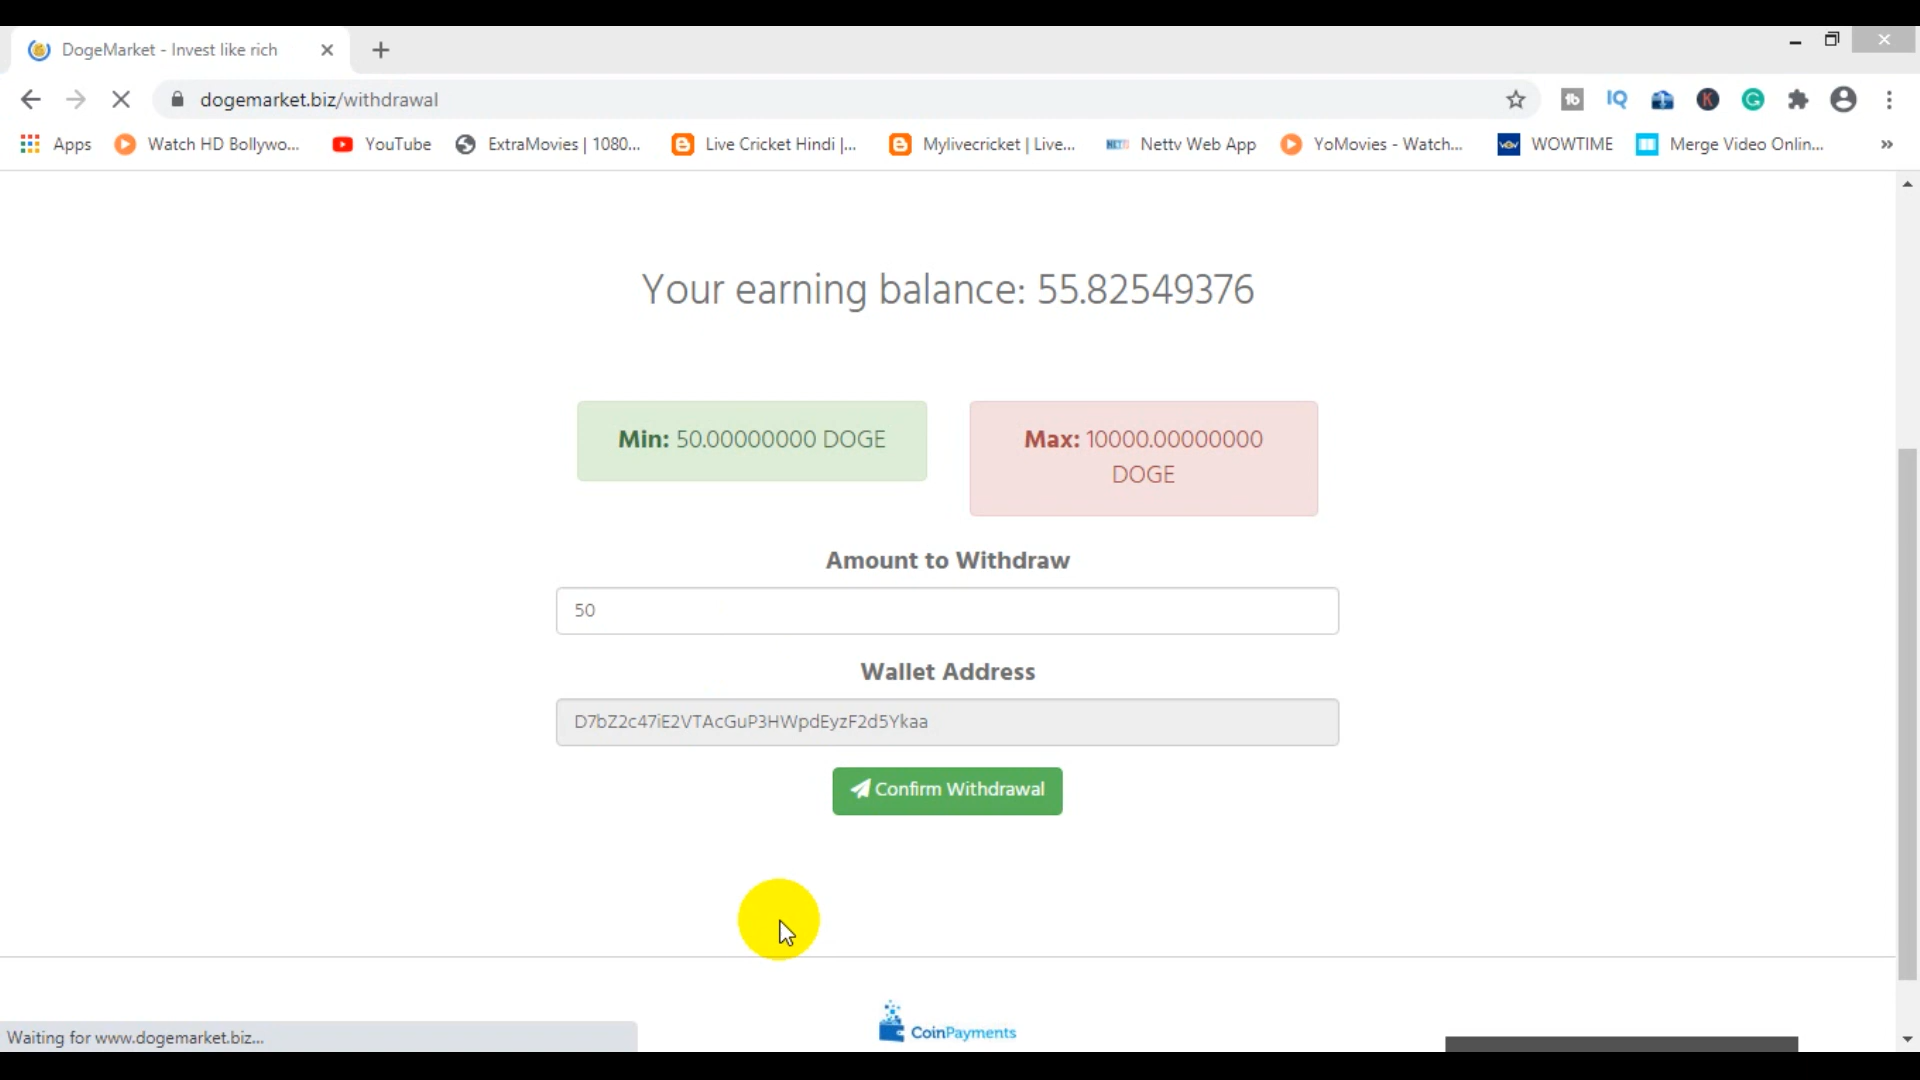 DogeMarket - Invest like rich
dogemarket.biz/withdrawal
Apps Watch HD Bollywo... YouTube ExtraMovies | 1080... Live Cricket Hindi |... Mylivecricket | Live... Nettv Web App YoMovies - Watch... WOWTIME Merge Video Onlin... »
Your earning balance: 55.82549376
Min: 50.00000000 DOGE
Max: 10000.00000000
DOGE
Amount to Withdraw
50
Wallet Address
D7bZ2c47iE2VTAcGuP3HWpdEyzF2d5Ykaa
Confirm Withdrawal
CoinPayments
Waiting for www.dogemarket.biz...